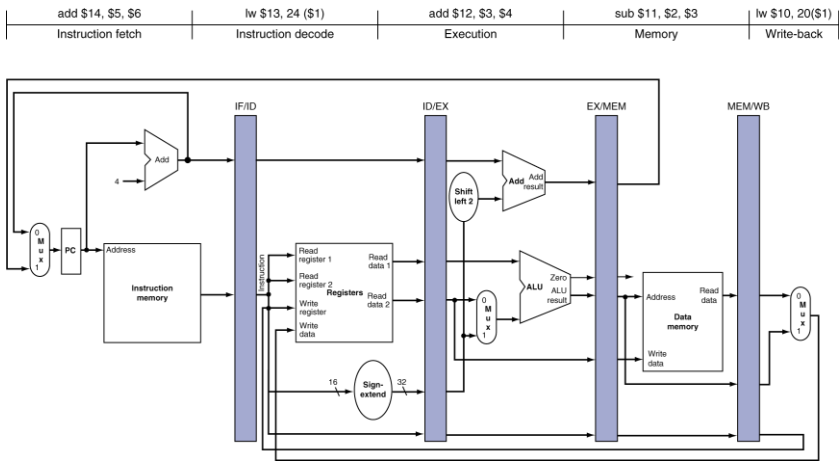 add $14, $5, $6
lw $13, 24 ($1)
add $12, $3, $4
sub $11, $2, $3
lw $10, 20($1)
Instruction fetch
Instruction decode
Execution
Memory
Write-back
IF/ID
ID/EX
EX/MEM
MEM/WB
Add
4
Shift
left 2
Add
Add
result
0
M
u
x
1
PC
Address
Instruction
memory
Instruction
Read
register 1
Read
register 2
Write
register
Write
data
Registers
Read
data 1
Read
data 2
0
M
u
x
1
ALU
Zero
ALU
result
Address
Read
data
Data
memory
Write
data
0
M
u
x
1
16
Sign-
extend
32